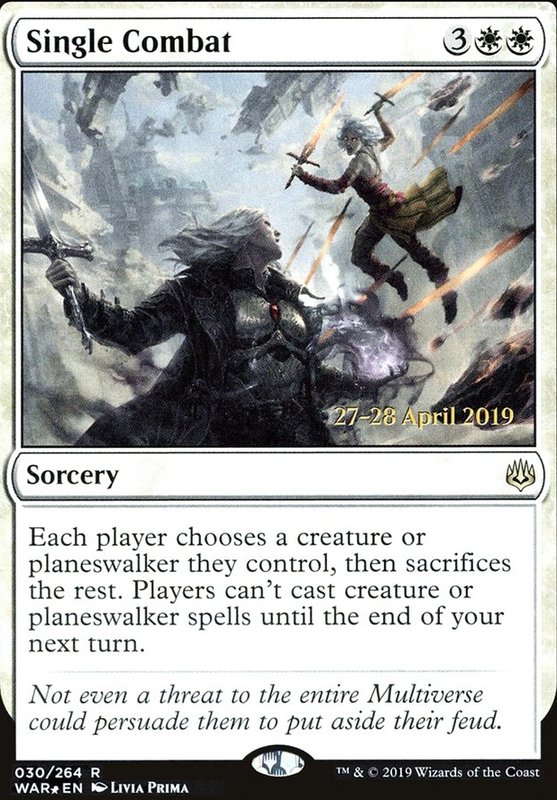 Single Combat
3
27–28 April 2019
Sorcery
Each player chooses a creature or
planeswalker they control, then sacrifices
the rest. Players can't cast creature or
planeswalker spells until the end of your
next turn.
Not even a threat to the entire Multiverse
could persuade them to put aside their feud.
030/264 R
WAR★EN Livia Prima
™ & © 2019 Wizards of the Coast